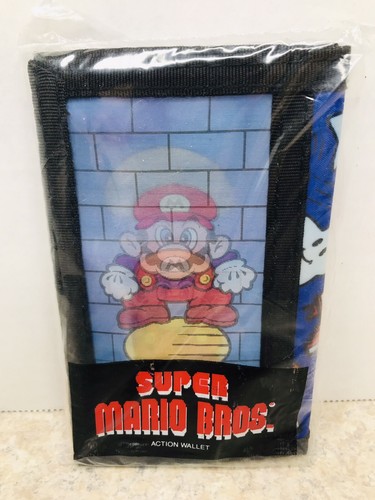 M
SUPER
MARIO BROS.
ACTION WALLET